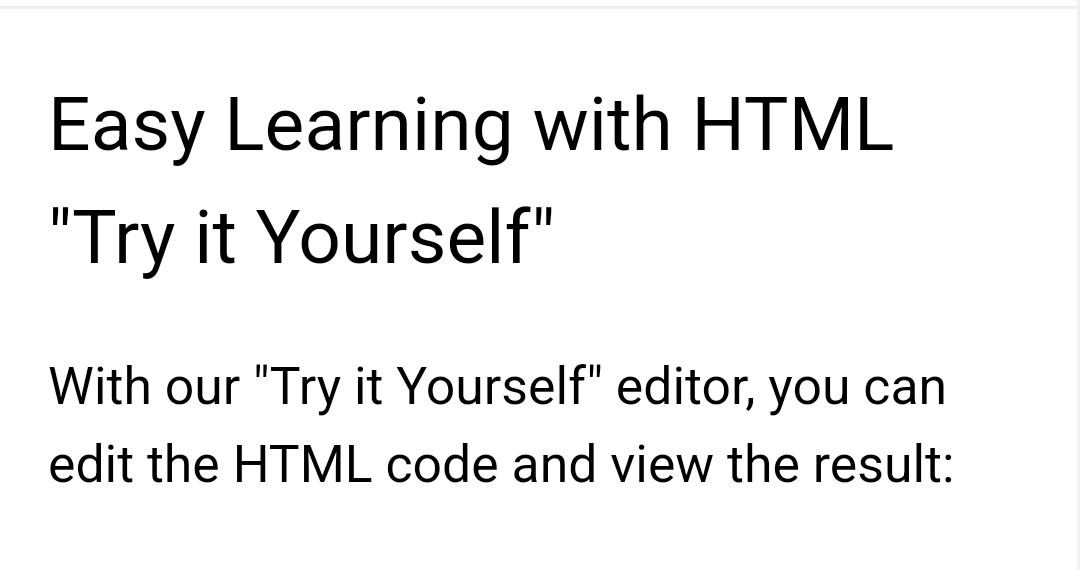 Easy Learning with HTML
"Try it Yourself"
With our "Try it Yourself" editor, you can
edit the HTML code and view the result: